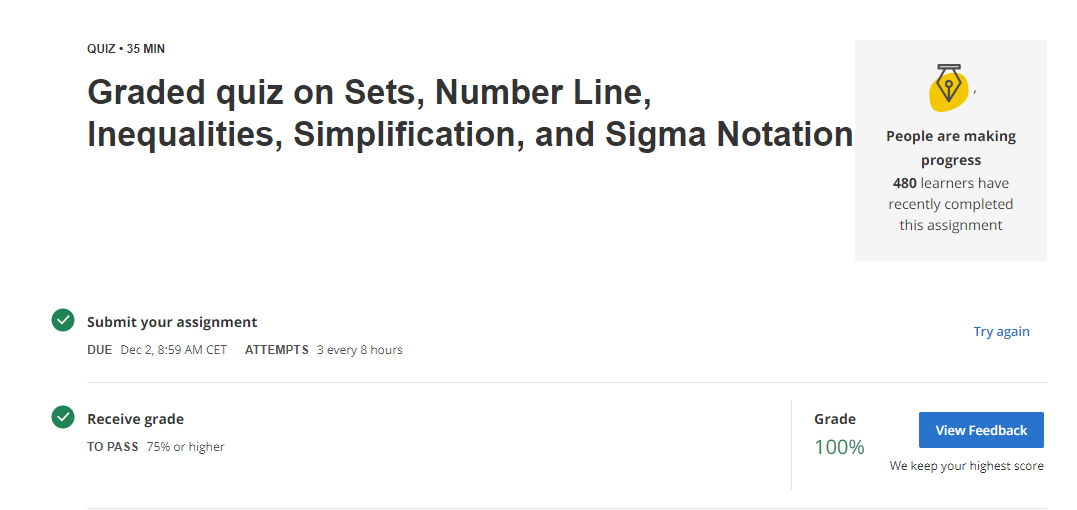 QUIZ • 35 MIN
Graded quiz on Sets, Number Line,
Inequalities, Simplification, and Sigma Notation
People are making
progress
480 learners have
recently completed
this assignment
Submit your assignment
DUE Dec 2, 8:59 AM CET ATTEMPTS 3 every 8 hours
Try again
Receive grade
TO PASS 75% or higher
Grade
100%
View Feedback
We keep your highest score